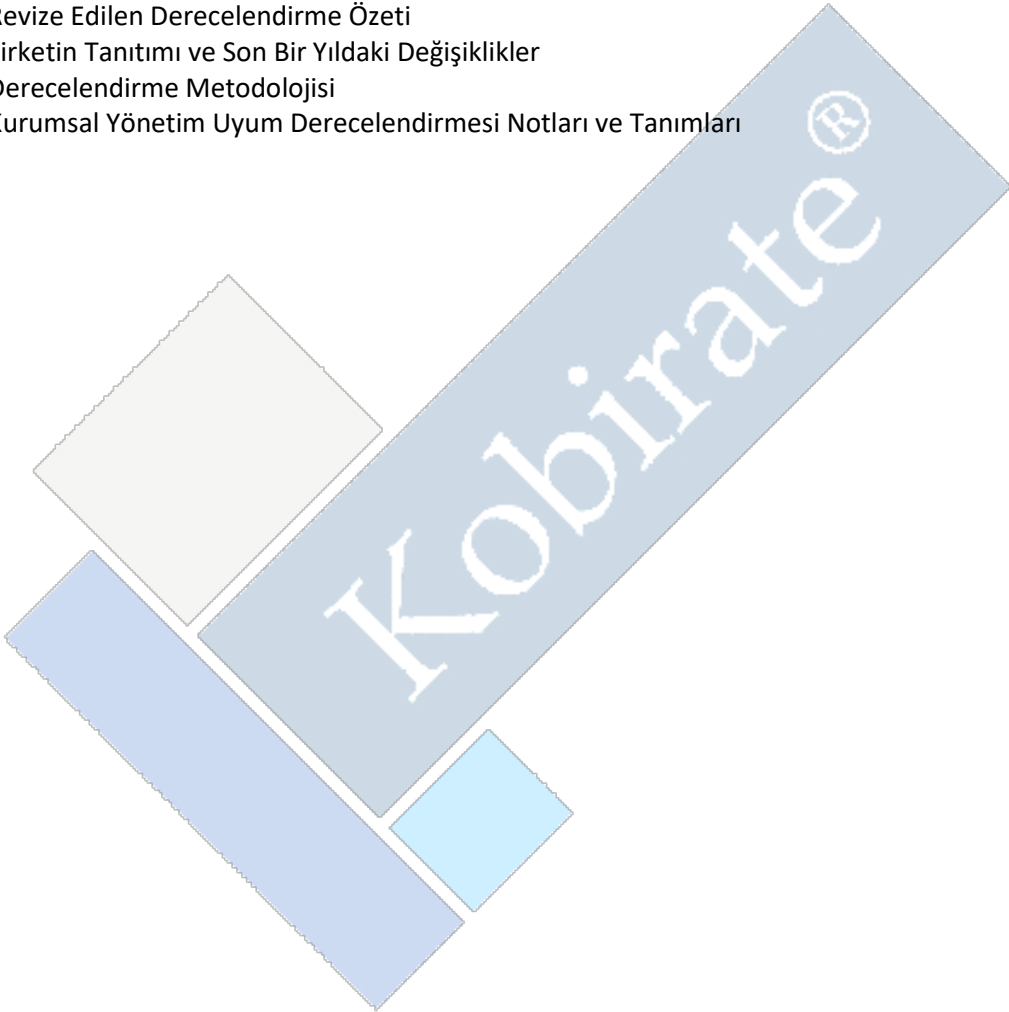 Revize Edilen Derecelendirme Özeti
Şirketin Tanıtımı ve Son Bir Yıldaki Değişiklikler
Derecelendirme Metodolojisi
Kurumsal Yönetim Uyum Derecelendirmesi Notları ve Tanımları
Kobirate®